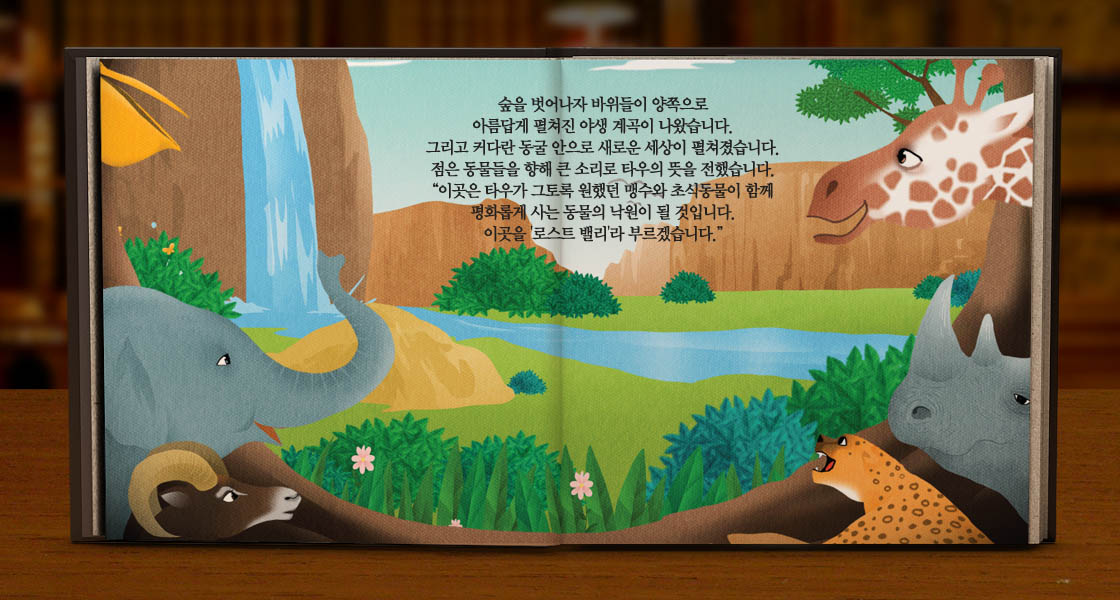 숲을 벗어나자 바위들이 양쪽으로
아름답게 펼쳐진 야생 계곡이 나왔습니다.
그리고 커다란 동굴 안으로 새로운 세상이 펼쳐졌습니다.
점은 동물들을 향해 큰 소리로 타우의 뜻을 전했습니다.
“이곳은 타우가 그토록 원했던 맹수와 초식동물이 함께
평화롭게 사는 동물의 낙원이 될 것입니다.
이곳을 '로스트 밸리'라 부르겠습니다.”